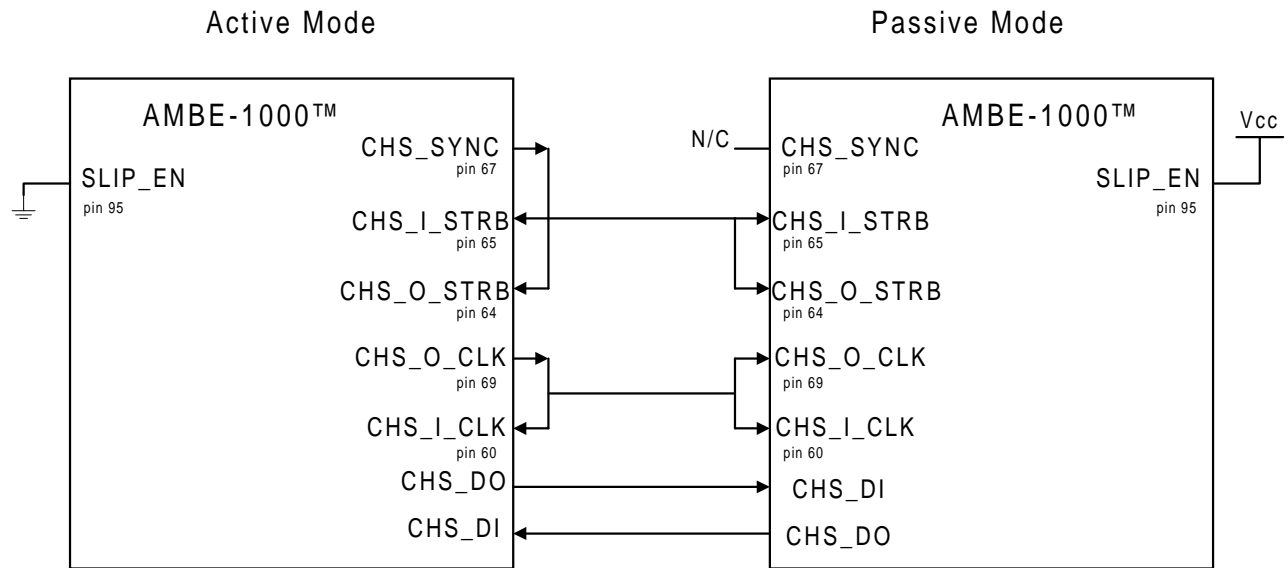 Active Mode
Passive Mode
AMBE-1000™
CHS_SYNC
pin 67
SLIP_EN
pin 95
CHS_I_STRB
pin 65
CHS_O_STRB
pin 64
CHS_O_CLK
pin 69
CHS_I_CLK
pin 60
CHS_DO
CHS_DI
AMBE-1000™
Vcc
N/C
CHS_SYNC
pin 67
SLIP_EN
pin 95
CHS_I_STRB
pin 65
CHS_O_STRB
pin 64
CHS_O_CLK
pin 69
CHS_I_CLK
pin 60
CHS_DI
CHS_DO